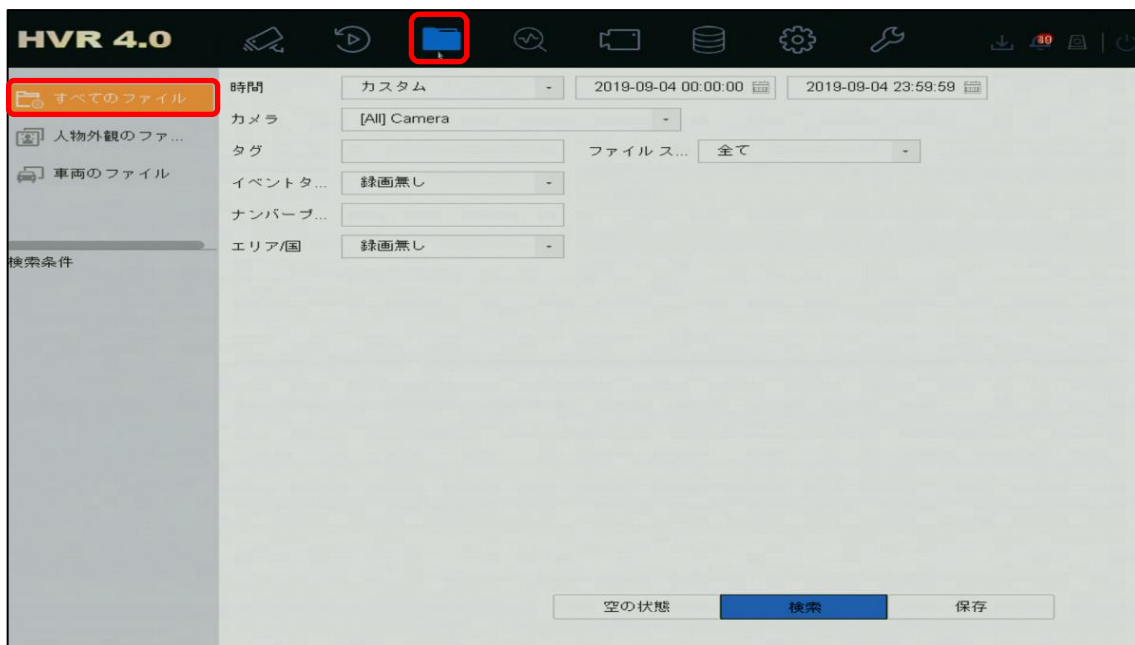 HVR 4.0
すべてのファイル
人物外観のファ...
車両のファイル
検索条件
時間 カスタム 2019-09-04 00:00:00 2019-09-04 23:59:59
カメラ [All] Camera
タグ ファイル ス... 全て
イベントタ... 録画無し
ナンバープ...
エリア/国 録画無し
空の状態 検索 保存